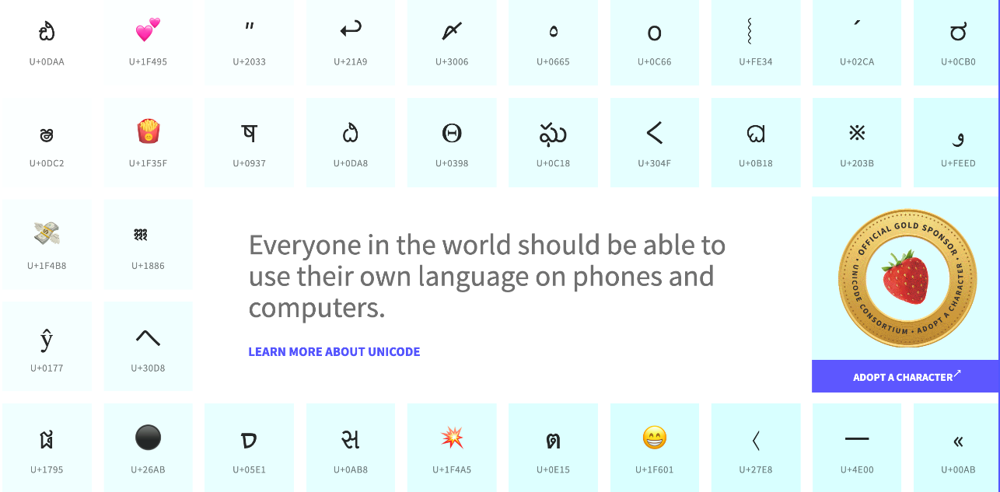 ඪ 💕 ″ ↩ 〆 ٥ ౦ ︴ ˊ ರ
U+0DAA U+1F495 U+2033 U+21A9 U+3006 U+0665 U+0C66 U+FE34 U+02CA U+0CB0
ෂ 🍟 ष ඨ Θ ఘ く ଘ ※ ﻭ
U+0DC2 U+1F35F U+0937 U+0DA8 U+0398 U+0C18 U+304F U+0B18 U+203B U+FEED
💸 ᢆ
U+1F4B8 U+1886
Everyone in the world should be able to
use their own language on phones and
computers.
LEARN MORE ABOUT UNICODE
OFFICIAL GOLD SPONSOR •
UNICODE CONSORTIUM • ADOPT A CHARACTER •
ADOPT A CHARACTER↗
ŷ ヘ
U+0177 U+30D8
ផ ⚫ ס સ 💥 ต 😁 ⟨ 一 «
U+1795 U+26AB U+05E1 U+0AB8 U+1F4A5 U+0E15 U+1F601 U+27E8 U+4E00 U+00AB